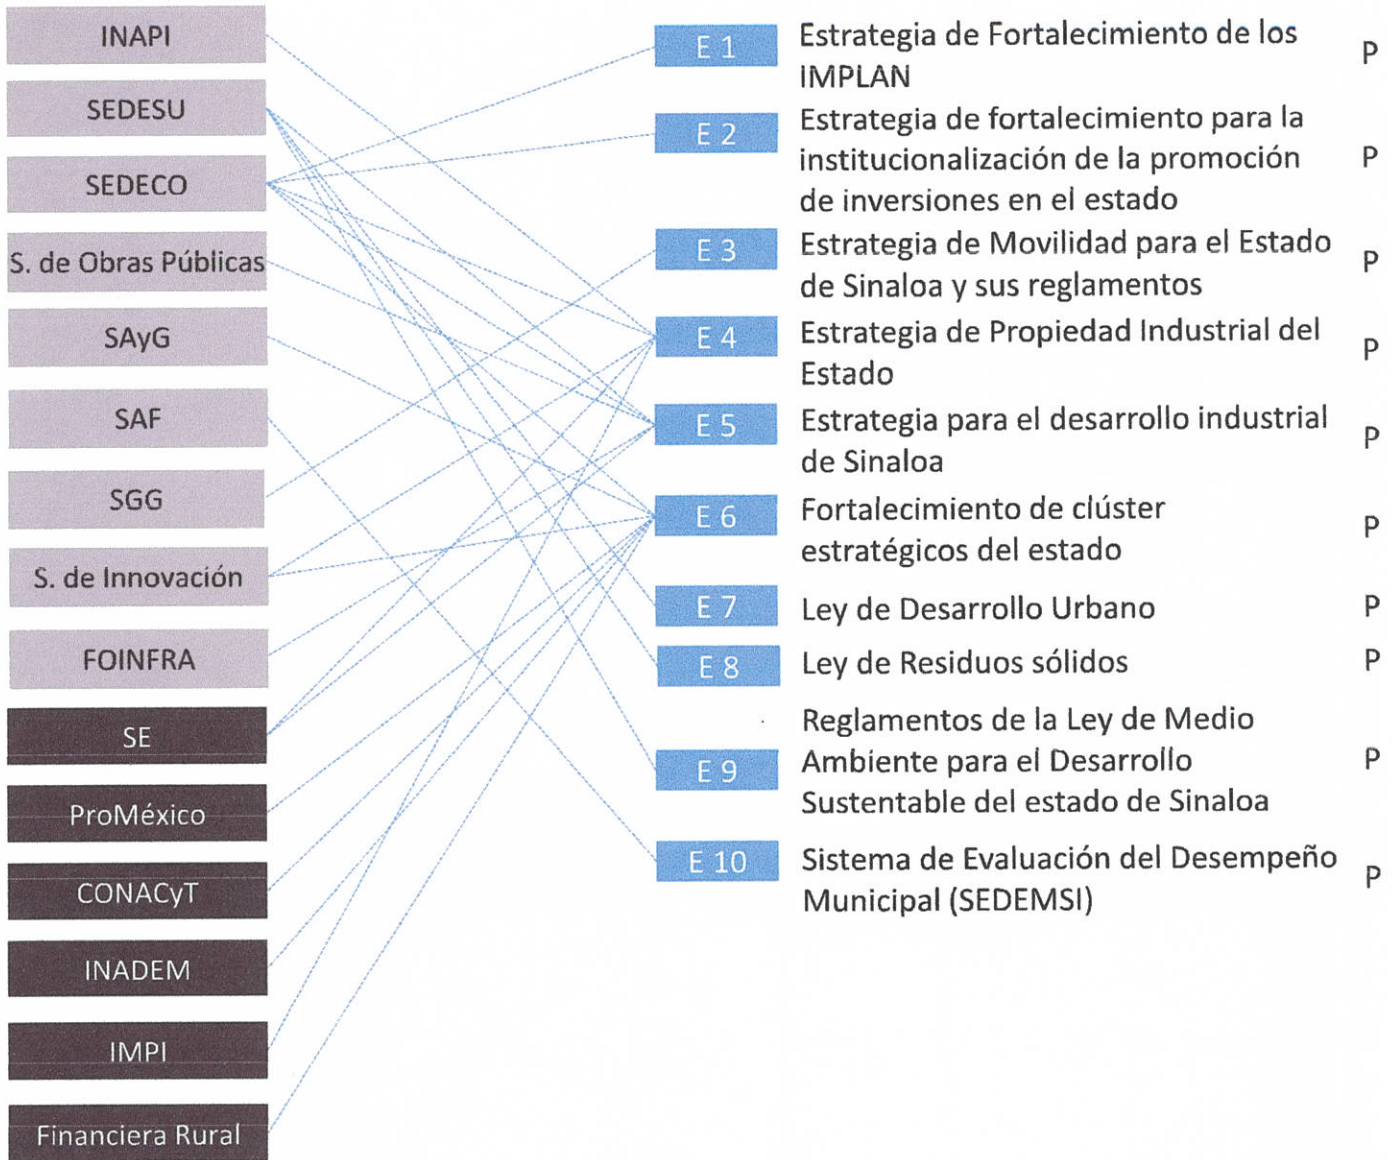 INAPI
SEDESU
SEDECO
S. de Obras Públicas
SAyG
SAF
SGG
S. de Innovación
FOINFRA
SE
ProMéxico
CONACyT
INADEM
IMPI
Financiera Rural
E 1
Estrategia de Fortalecimiento de los
IMPLAN
P
E 2
Estrategia de fortalecimiento para la
institucionalización de la promoción
de inversiones en el estado
P
E 3
Estrategia de Movilidad para el Estado
de Sinaloa y sus reglamentos
P
E 4
Estrategia de Propiedad Industrial del
Estado
P
E 5
Estrategia para el desarrollo industrial
de Sinaloa
P
E 6
Fortalecimiento de clúster
estratégicos del estado
P
E 7
Ley de Desarrollo Urbano
P
E 8
Ley de Residuos sólidos
P
E 9
Reglamentos de la Ley de Medio
Ambiente para el Desarrollo
Sustentable del estado de Sinaloa
P
E 10
Sistema de Evaluación del Desempeño
Municipal (SEDEMSI)
P